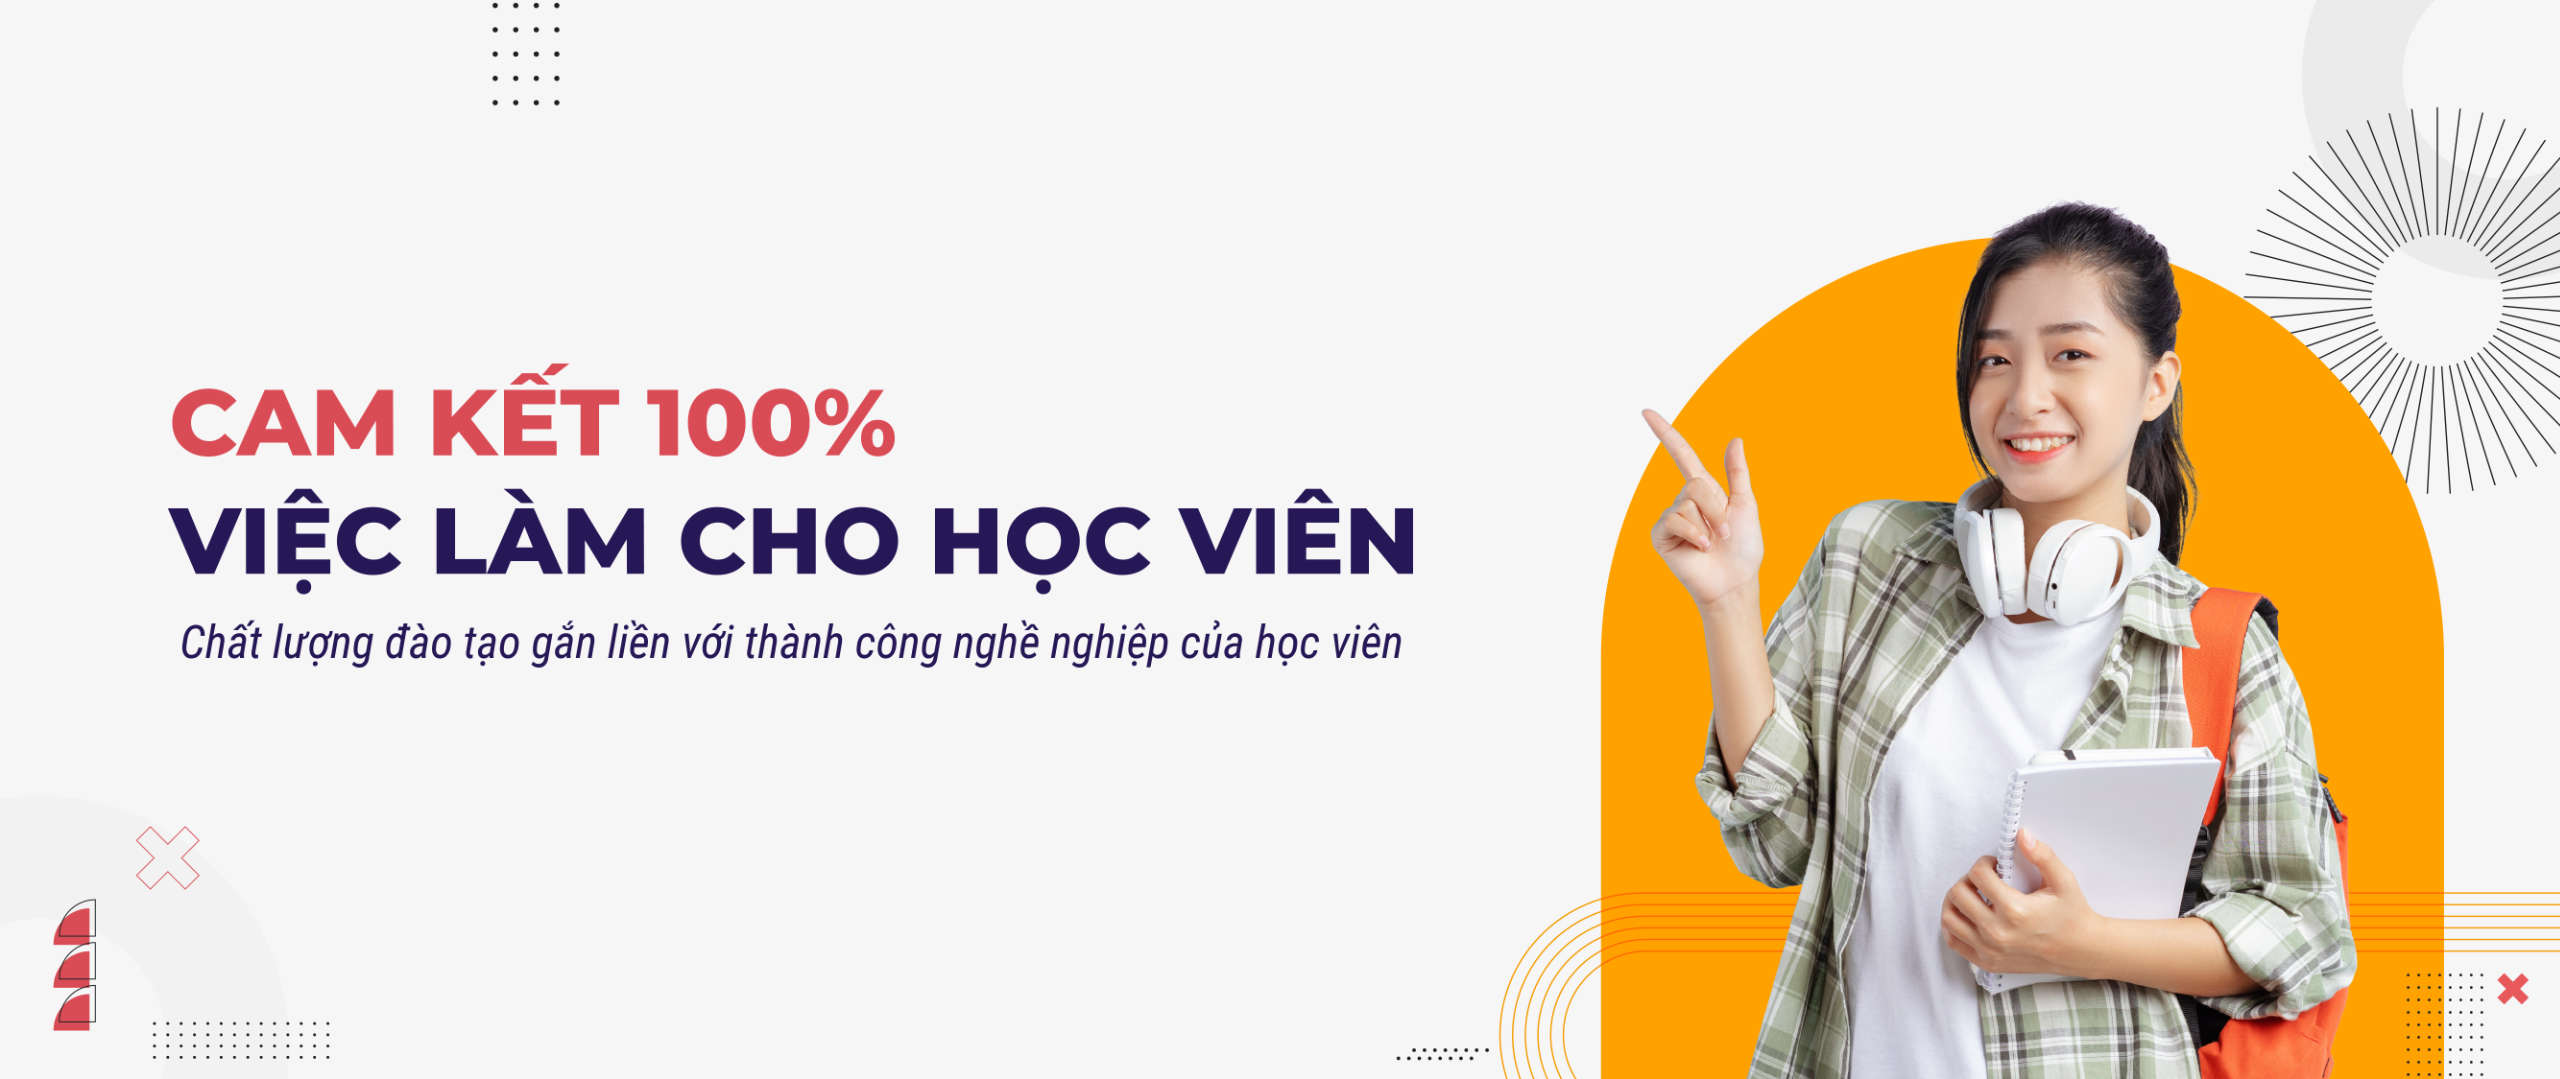 CAM KẾT 100%
VIỆC LÀM CHO HỌC VIÊN
Chất lượng đào tạo gắn liền với thành công nghề nghiệp của học viên